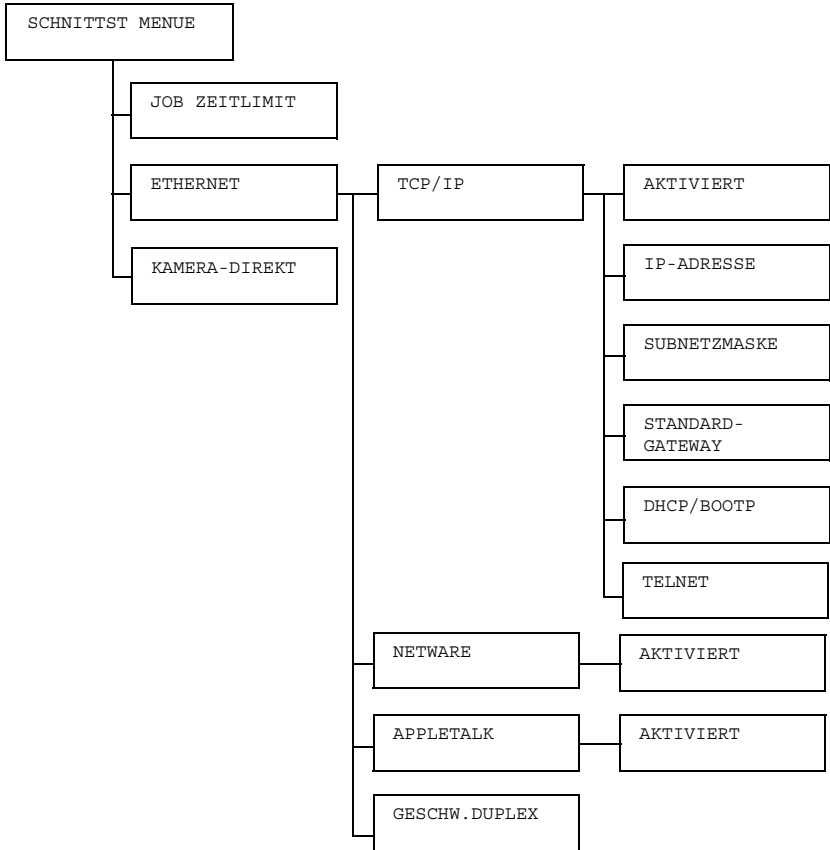 SCHNITTST MENUE
JOB ZEITLIMIT
ETHERNET
TCP/IP
AKTIVIERT
KAMERA-DIREKT
IP-ADRESSE
SUBNETZMASKE
STANDARD-
GATEWAY
DHCP/BOOTP
TELNET
NETWARE
AKTIVIERT
APPLETALK
AKTIVIERT
GESCHW.DUPLEX